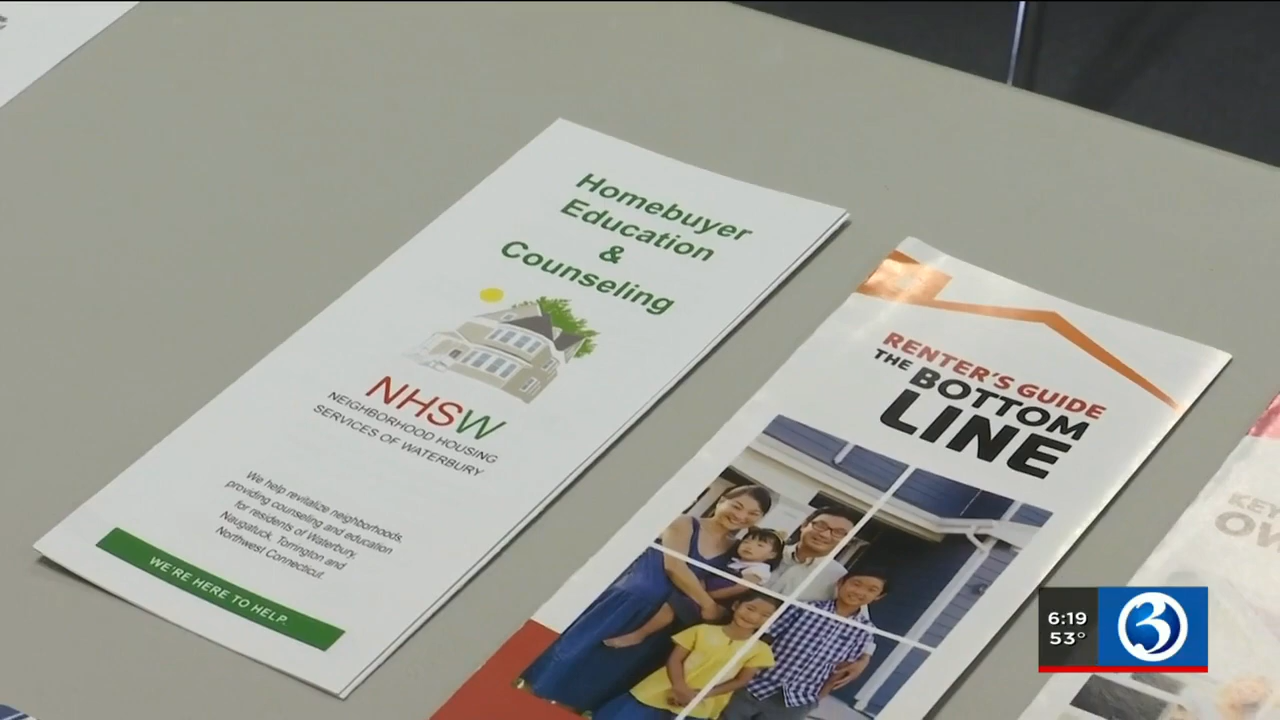 Homebuyer
Education
&
Counseling
NHSW
NEIGHBORHOOD HOUSING
SERVICES OF WATERBURY
We help revitalize neighborhoods,
providing counseling and education
for residents of Waterbury,
Naugatuck, Torrington and
Northwest Connecticut.
WE'RE HERE TO HELP.
RENTER'S GUIDE
THE BOTTOM
LINE
KEY
6:19
53°
3